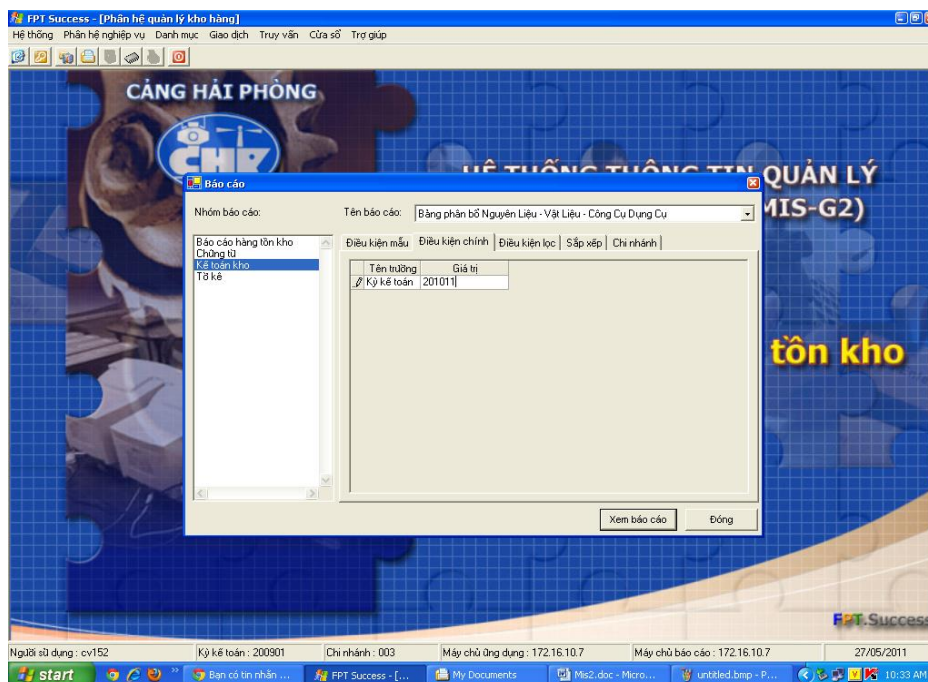 FPT Success - [Phân hệ quản lý kho hàng]
Hệ thống Phân hệ nghiệp vụ Danh mục Giao dịch Truy vấn Cửa sổ Trợ giúp
CẢNG HẢI PHÒNG
CHP
HỆ THỐNG THÔNG TIN QUẢN LÝ
(MIS-G2)
Báo cáo
Nhóm báo cáo:
Tên báo cáo: Bảng phân bổ Nguyên Liệu - Vật Liệu - Công Cụ Dụng Cụ
Báo cáo hàng tồn kho
Chứng từ
Kế toán kho
Tờ kê
Điều kiện mẫu Điều kiện chính Điều kiện lọc Sắp xếp Chi nhánh
Tên trường Giá trị
Kỳ kế toán 201011
tồn kho
Xem báo cáo Đóng
FPT.Success
Người sử dụng : cv152 Kỳ kế toán : 200901 Chi nhánh : 003 Máy chủ ứng dụng : 172.16.10.7 Máy chủ báo cáo : 172.16.10.7 27/05/2011
start Bạn có tin nhắn ... FPT Success - [... My Documents Mis2.doc - Micro... untitled.bmp - P... 10:33 AM